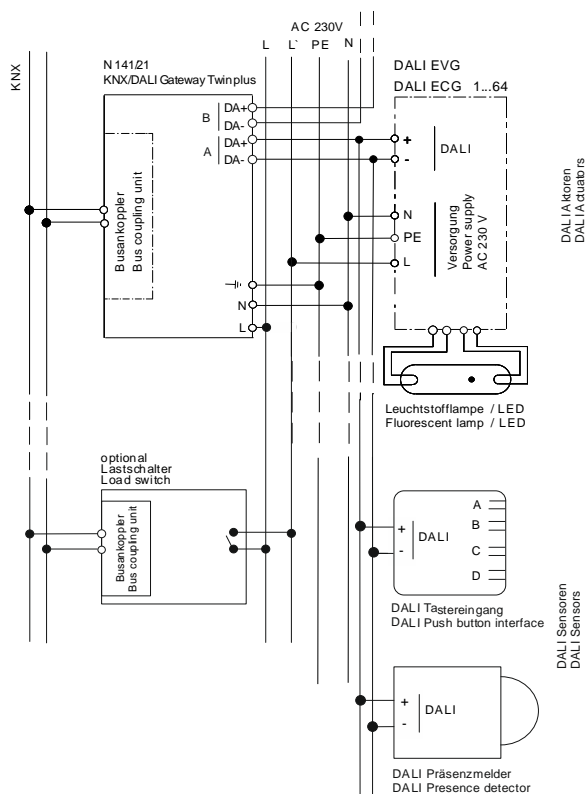 AC 230V
L L' PE N
KNX
N 141/21
KNX/DALI Gateway Twinplus
B
DA+
DA-
A
DA+
DA-
Busankoppler
Bus coupling unit
N
L
DALI EVG
DALI ECG 1...64
+
-
DALI
N
PE
L
Versorgung
Power supply
AC 230 V
DALI Aktoren
DALI Actuators
Leuchtstofflampe / LED
Fluorescent lamp / LED
optional
Lastschalter
Load switch
Busankoppler
Bus coupling unit
+
-
DALI
A
B
C
D
DALI Tastereingang
DALI Push button interface
DALI Sensoren
DALI Sensors
+
-
DALI
DALI Präsenzmelder
DALI Presence detector